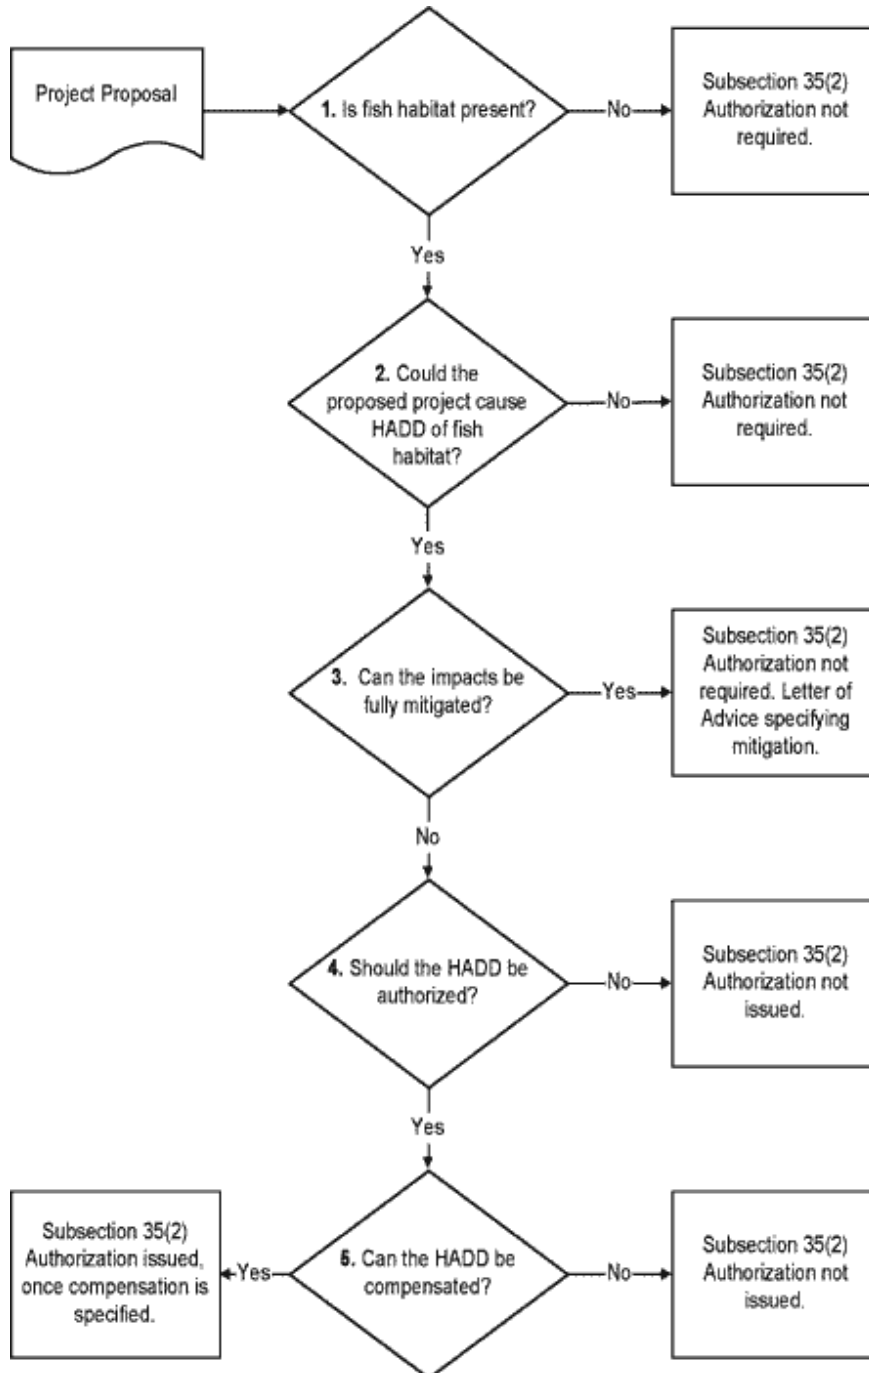 Project Proposal
1. Is fish habitat present?
No
Subsection 35(2)
Authorization not
required.
Yes
2. Could the
proposed project cause
HADD of fish
habitat?
No
Subsection 35(2)
Authorization not
required.
Yes
3. Can the impacts be
fully mitigated?
Yes
Subsection 35(2)
Authorization not
required. Letter of
Advice specifying
mitigation.
No
4. Should the HADD be
authorized?
No
Subsection 35(2)
Authorization not
issued.
Yes
Subsection 35(2)
Authorization issued,
once compensation is
specified.
Yes
5. Can the HADD be
compensated?
No
Subsection 35(2)
Authorization not
issued.